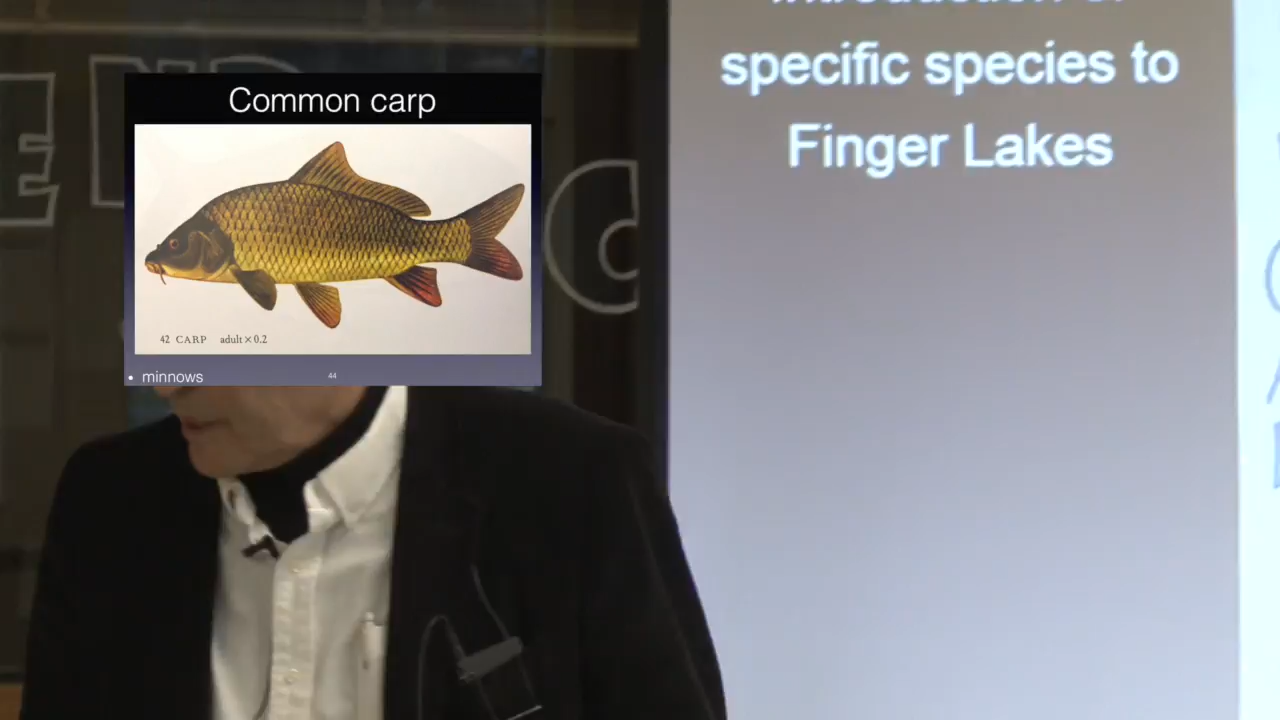 Common carp
42 CARP adult × 0.2
• minnows
44
specific species to
Finger Lakes